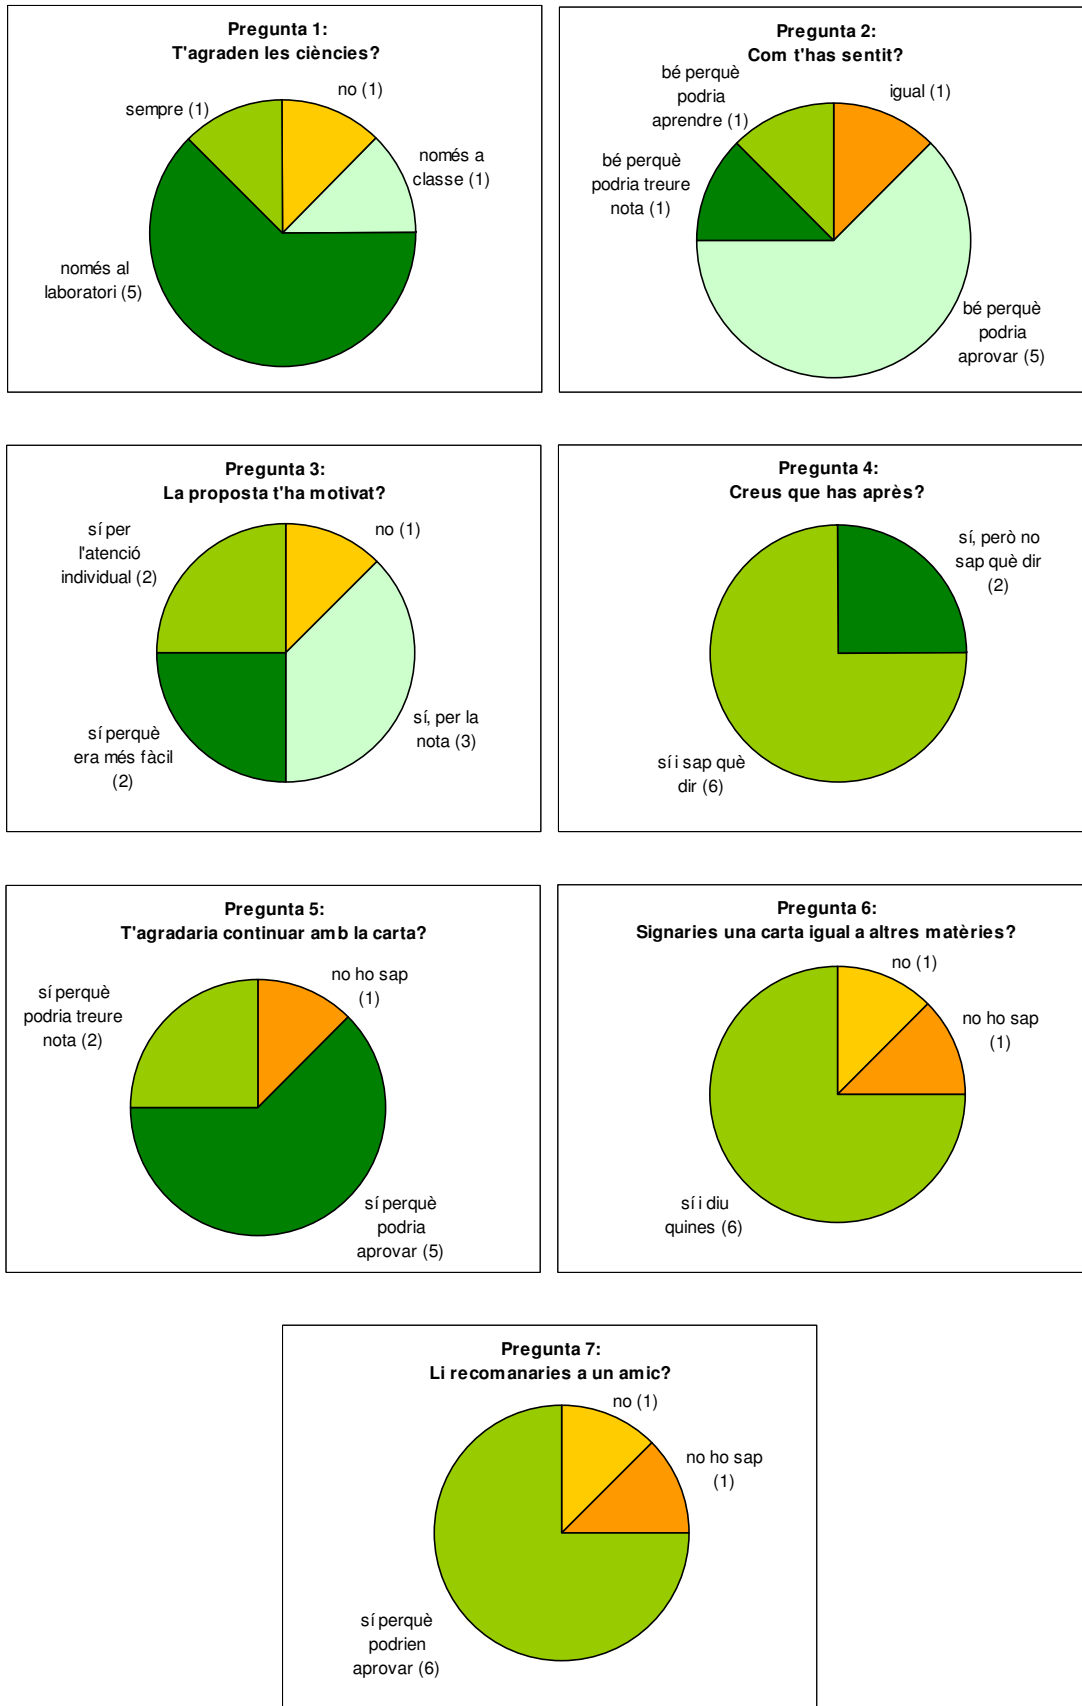 Pregunta 1:
T'agraden les ciències?
sempre (1)
no (1)
només a
classe (1)
només al
laboratori (5)
Pregunta 2:
Com t'has sentit?
bé perquè
podria
aprendre (1)
igual (1)
bé perquè
podria treure
nota (1)
bé perquè
podria
aprovar (5)
Pregunta 3:
La proposta t'ha motivat?
sí per
l'atenció
individual (2)
no (1)
sí perquè
era més fàcil
(2)
sí, per la
nota (3)
Pregunta 4:
Creus que has après?
sí, però no
sap què dir
(2)
sí i sap què
dir (6)
Pregunta 5:
T'agradaria continuar amb la carta?
sí perquè
podria treure
nota (2)
no ho sap
(1)
sí perquè
podria
aprovar (5)
Pregunta 6:
Signaries una carta igual a altres matèries?
no (1)
no ho sap
(1)
sí i diu
quines (6)
Pregunta 7:
Li recomanaries a un amic?
no (1)
no ho sap
(1)
sí perquè
podrien
aprovar (6)